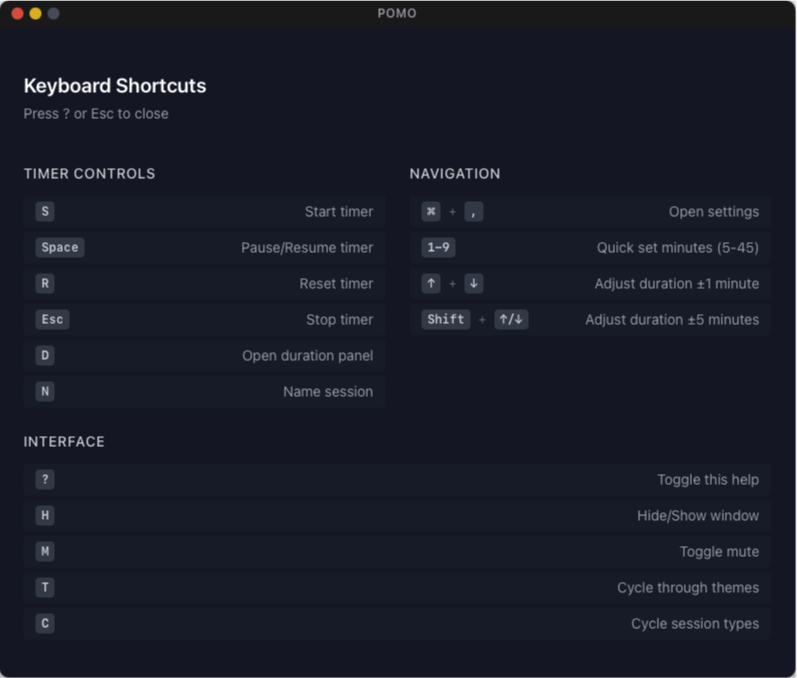 POMO
Keyboard Shortcuts
Press ? or Esc to close
TIMER CONTROLS
S Start timer
Space Pause/Resume timer
R Reset timer
Esc Stop timer
D Open duration panel
N Name session
NAVIGATION
⌘ + , Open settings
1–9 Quick set minutes (5-45)
↑ + ↓ Adjust duration ±1 minute
Shift + ↑/↓ Adjust duration ±5 minutes
INTERFACE
? Toggle this help
H Hide/Show window
M Toggle mute
T Cycle through themes
C Cycle session types